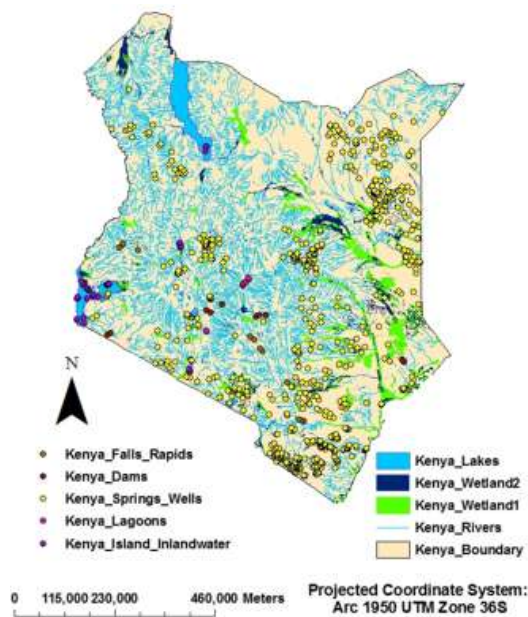 N
Kenya_Falls_Rapids
Kenya_Dams
Kenya_Springs_Wells
Kenya_Lagoons
Kenya_Island_Inlandwater
Kenya_Lakes
Kenya_Wetland2
Kenya_Wetland1
Kenya_Rivers
Kenya_Boundary
0 115,000 230,000 460,000 Meters
Projected Coordinate System:
Arc 1950 UTM Zone 36S